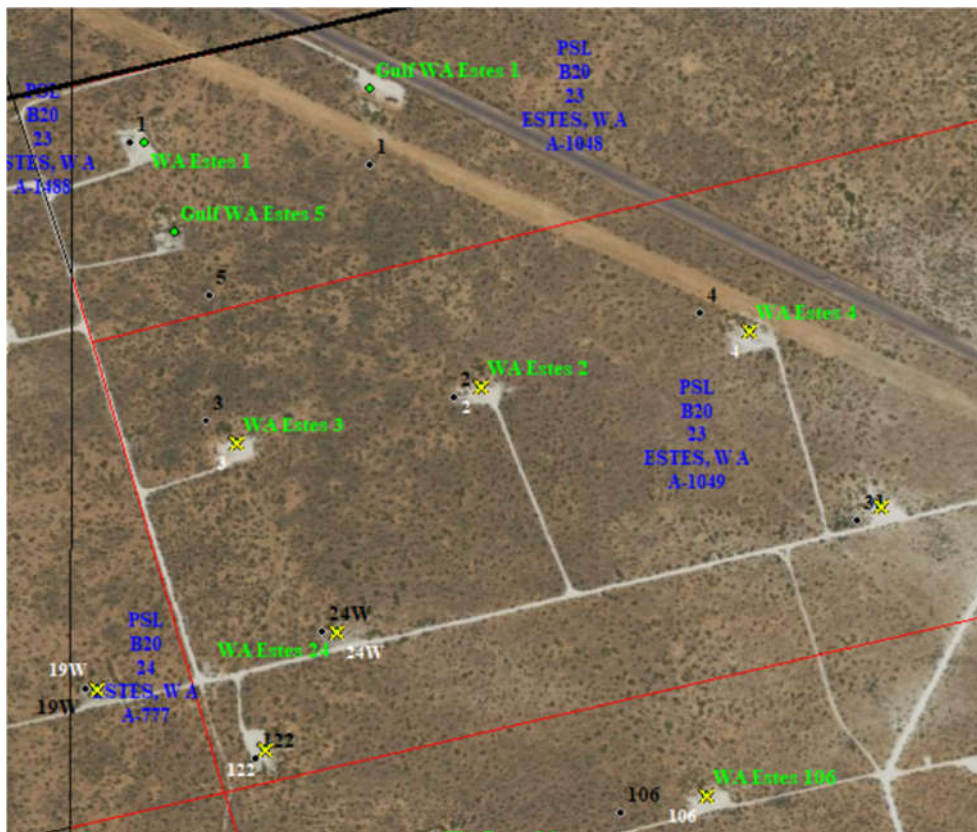 PSL
B20
23
ESTES, W A
A-1048
Gulf WA Estes 1
PSL
B20
23
ESTES, W A
A-1488
1
WA Estes 1
1
Gulf WA Estes 5
5
4
WA Estes 4
4
2
WA Estes 2
2
3
WA Estes 3
3
PSL
B20
23
ESTES, W A
A-1049
31
24W
WA Estes 24
24W
PSL
B20
24
ESTES, W A
A-777
19W
19W
122
122
WA Estes 106
106
106